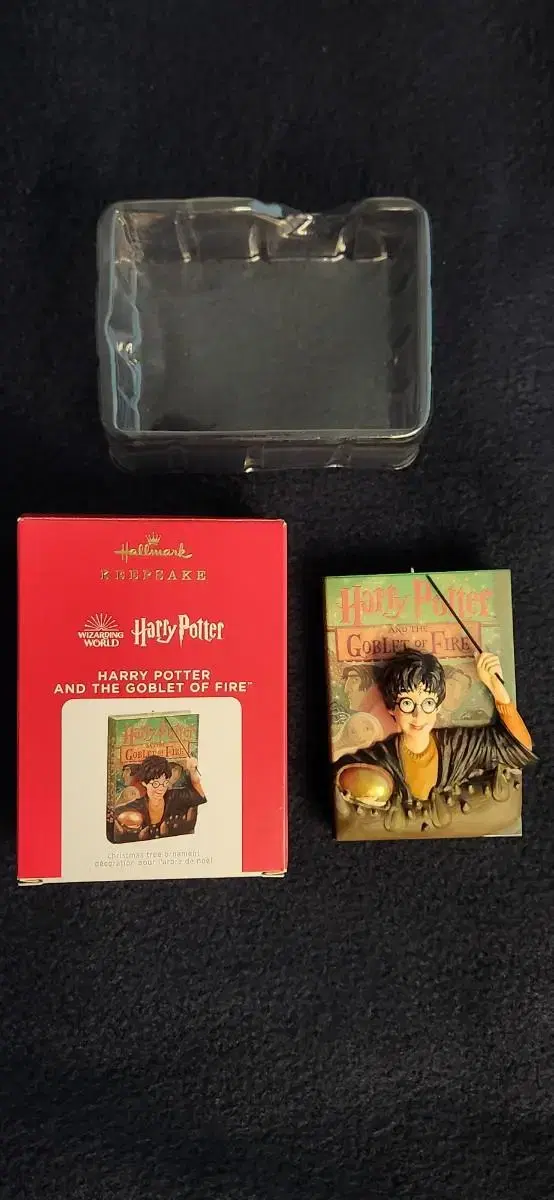 Hallmark
KEEPSAKE
WIZARDING
WORLD
Harry Potter
HARRY POTTER
AND THE GOBLET OF FIRE™
Harry Potter
AND THE
GOBLET OF FIRE
christmas tree ornament
décoration pour l'arbre de noël
Harry Potter
AND THE
GOBLET OF FIRE